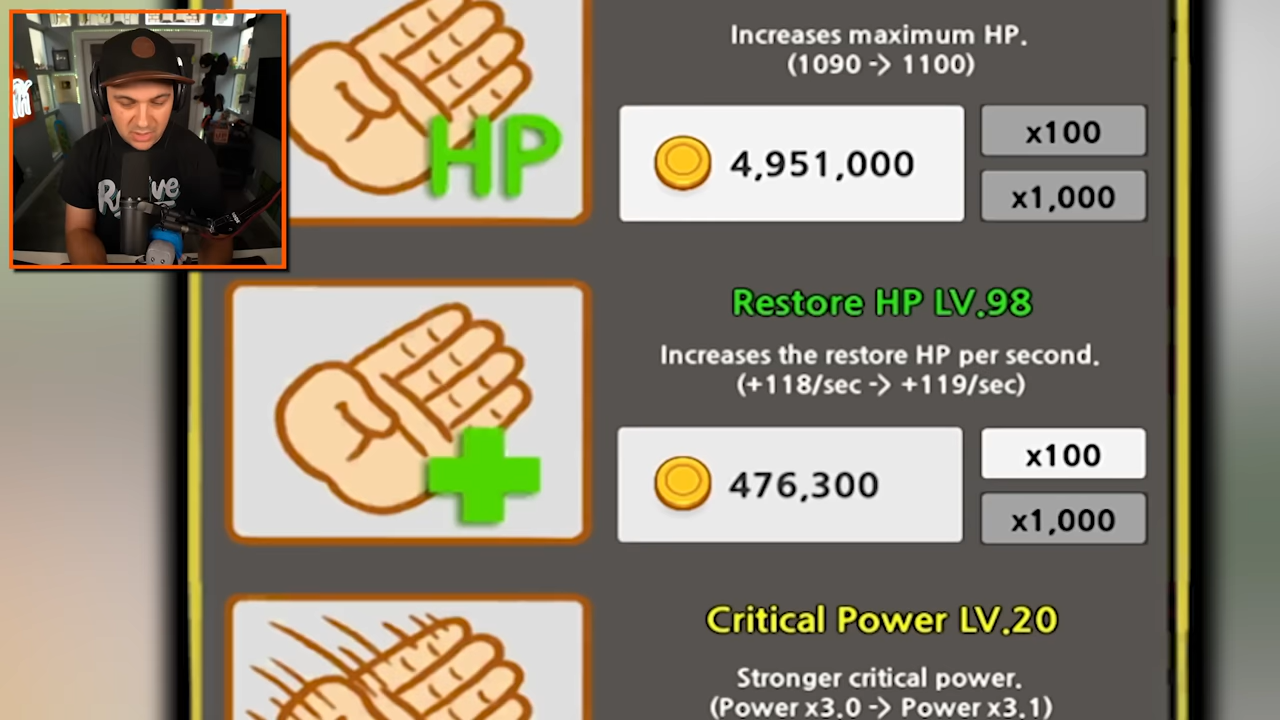 Increases maximum HP.
(1090 -> 1100)
HP
4,951,000
x100
x1,000
Restore HP LV.98
Increases the restore HP per second.
(+118/sec -> +119/sec)
476,300
x100
x1,000
Critical Power LV.20
Stronger critical power.
(Power x3.0 -> Power x3.1)